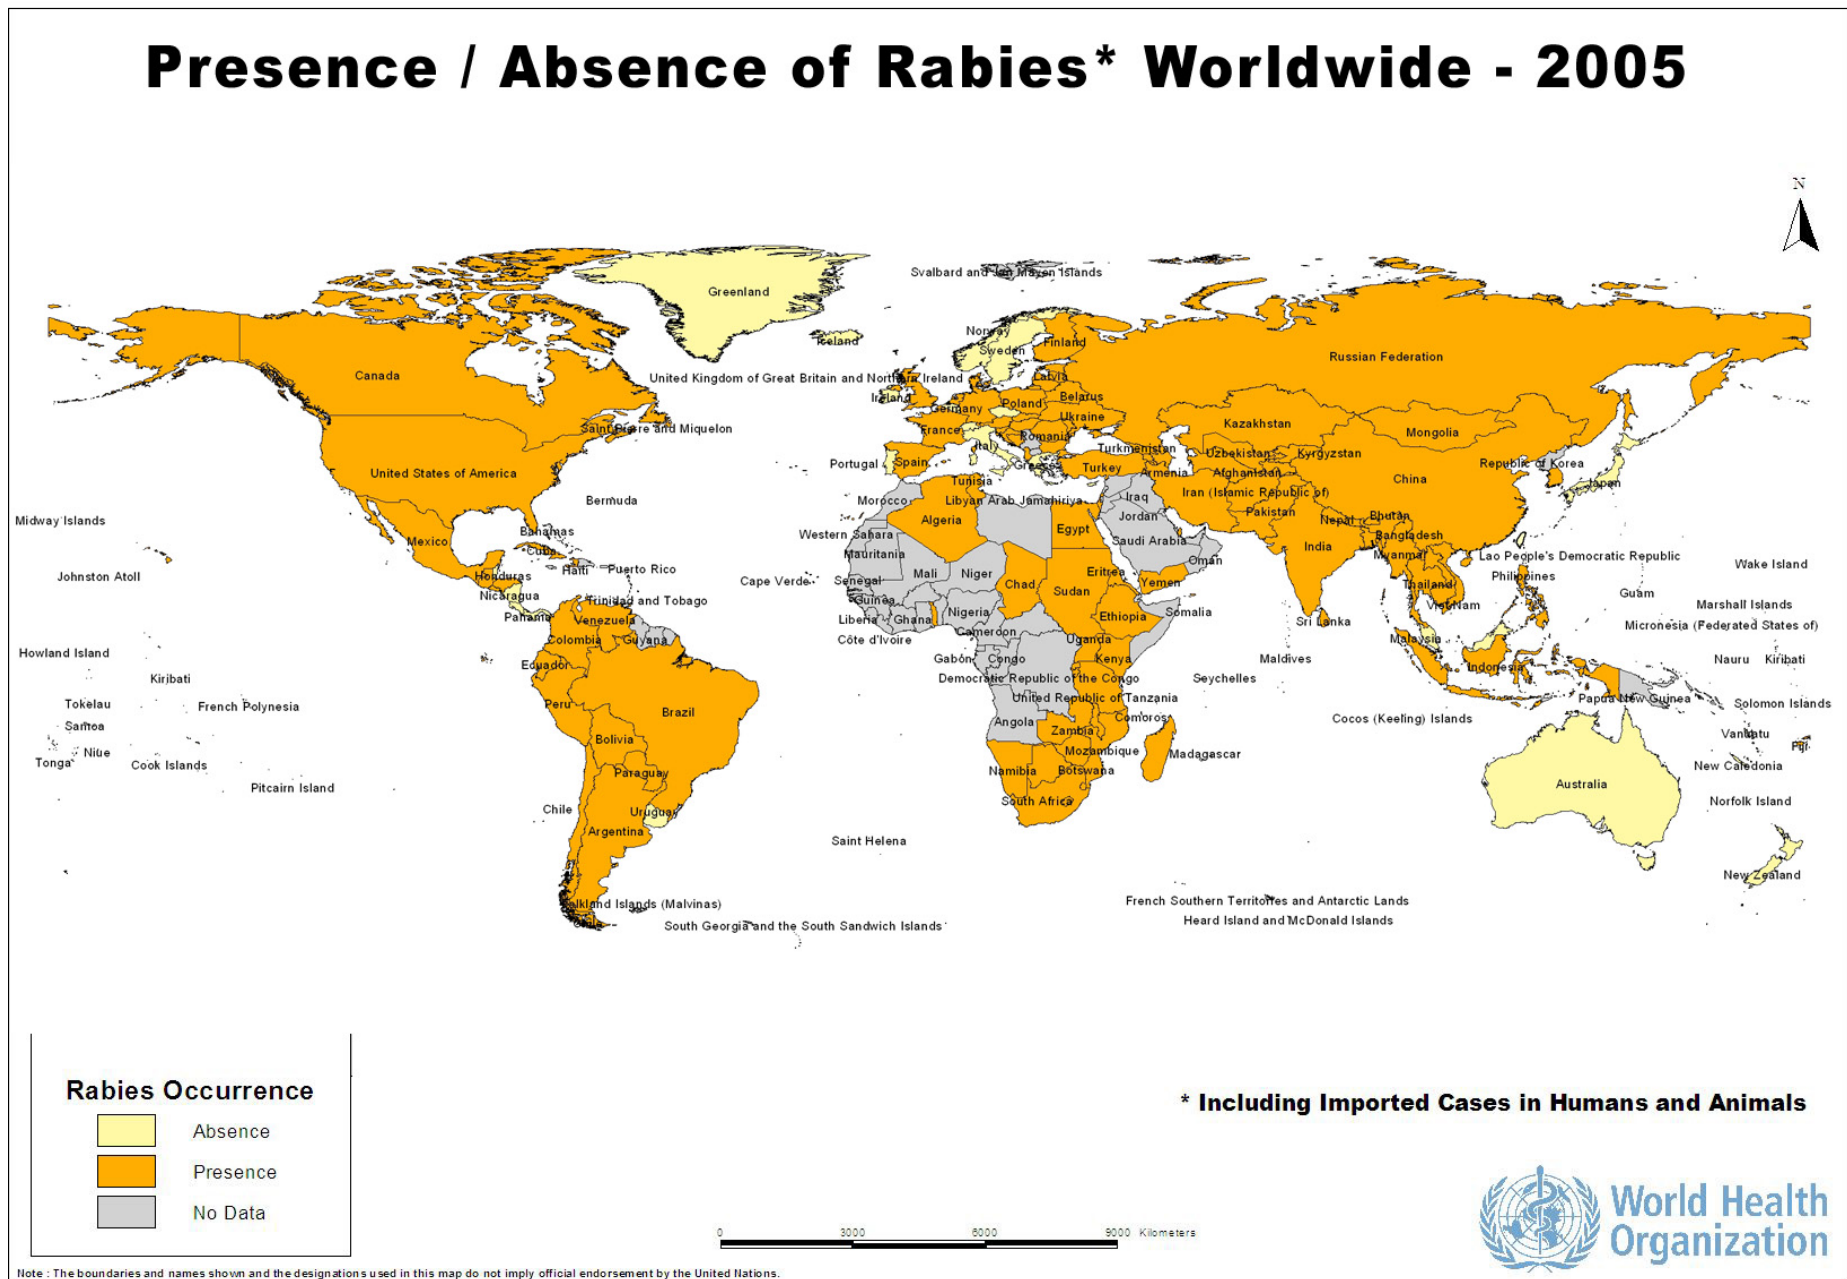 Presence / Absence of Rabies* Worldwide - 2005
N
Svalbard and Jan Mayen Islands
Greenland
Iceland
Norway
Sweden
Finland
Russian Federation
Canada
United Kingdom of Great Britain and Northern Ireland
Latvia
Ireland
Poland
Belarus
Germany
Ukraine
Saint Pierre and Miquelon
France
Romania
Kazakhstan
Mongolia
Italy
Turkmenistan
Uzbekistan
Kyrgyzstan
Portugal
Spain
Greece
Turkey
Armenia
Afghanistan
Republic of Korea
United States of America
Tunisia
China
Japan
Bermuda
Morocco
Libyan Arab Jamahiriya
Iraq
Iran (Islamic Republic of)
Midway Islands
Algeria
Jordan
Pakistan
Nepal
Bhutan
Mexico
Bahamas
Western Sahara
Egypt
Saudi Arabia
India
Bangladesh
Cuba
Mauritania
Oman
Myanmar
Lao People's Democratic Republic
Wake Island
Johnston Atoll
Honduras
Haiti
Puerto Rico
Cape Verde
Senegal
Mali
Niger
Chad
Eritrea
Yemen
Thailand
Philippines
Nicaragua
Trinidad and Tobago
Guinea
Sudan
Viet Nam
Guam
Marshall Islands
Panama
Venezuela
Liberia
Ghana
Nigeria
Ethiopia
Somalia
Sri Lanka
Micronesia (Federated States of)
Colombia
Guyana
Côte d'Ivoire
Cameroon
Uganda
Malaysia
Howland Island
Ecuador
Gabon
Congo
Kenya
Maldives
Indonesia
Nauru
Kiribati
Kiribati
Democratic Republic of the Congo
Seychelles
Tokelau
French Polynesia
Peru
Brazil
United Republic of Tanzania
Papua New Guinea
Solomon Islands
Samoa
Angola
Comoros
Cocos (Keeling) Islands
Bolivia
Zambia
Vanuatu
Niue
Mozambique
Madagascar
Fiji
Tonga
Cook Islands
Paraguay
Namibia
Botswana
New Caledonia
Pitcairn Island
Australia
Chile
Uruguay
South Africa
Norfolk Island
Argentina
Saint Helena
New Zealand
Falkland Islands (Malvinas)
French Southern Territories and Antarctic Lands
Chile
South Georgia and the South Sandwich Islands
Heard Island and McDonald Islands
Rabies Occurrence
Absence
Presence
No Data
* Including Imported Cases in Humans and Animals
0 3000 6000 9000 Kilometers
World Health
Organization
Note : The boundaries and names shown and the designations used in this map do not imply official endorsement by the United Nations.